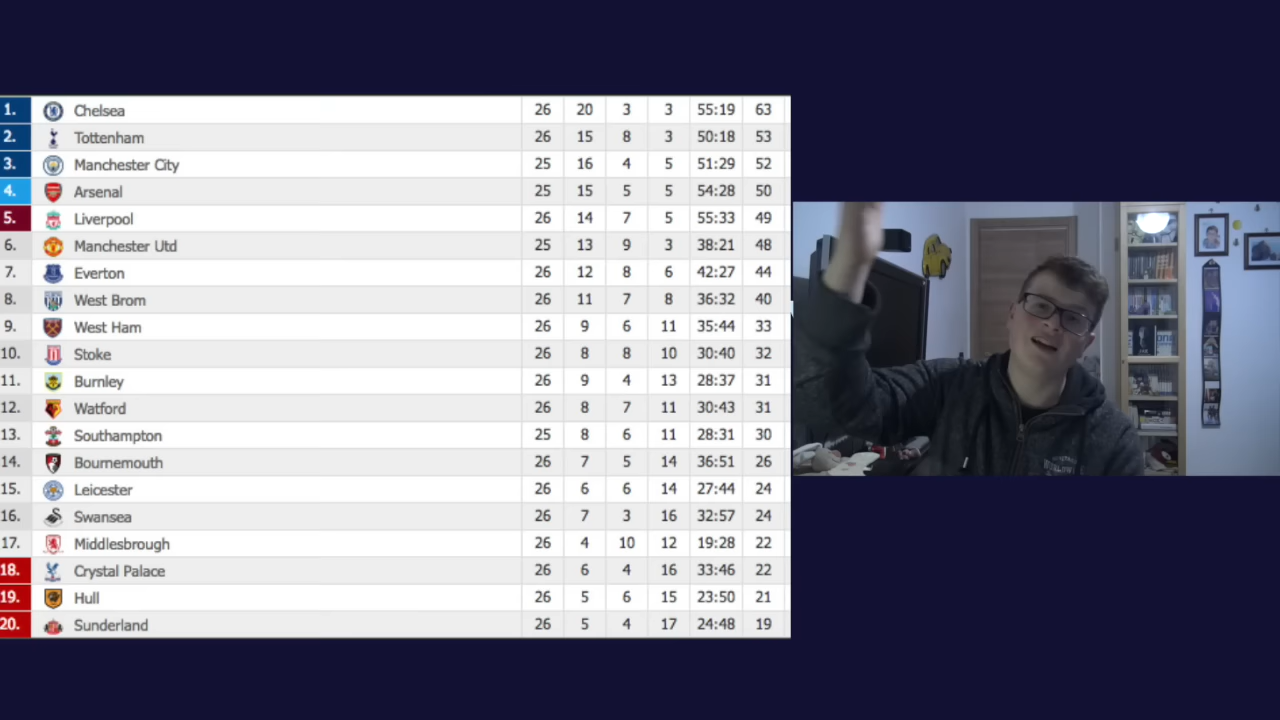 1. Chelsea 26 20 3 3 55:19 63
2. Tottenham 26 15 8 3 50:18 53
3. Manchester City 25 16 4 5 51:29 52
4. Arsenal 25 15 5 5 54:28 50
5. Liverpool 26 14 7 5 55:33 49
6. Manchester Utd 25 13 9 3 38:21 48
7. Everton 26 12 8 6 42:27 44
8. West Brom 26 11 7 8 36:32 40
9. West Ham 26 9 6 11 35:44 33
10. Stoke 26 8 8 10 30:40 32
11. Burnley 26 9 4 13 28:37 31
12. Watford 26 8 7 11 30:43 31
13. Southampton 25 8 6 11 28:31 30
14. Bournemouth 26 7 5 14 36:51 26
15. Leicester 26 6 6 14 27:44 24
16. Swansea 26 7 3 16 32:57 24
17. Middlesbrough 26 4 10 12 19:28 22
18. Crystal Palace 26 6 4 16 33:46 22
19. Hull 26 5 6 15 23:50 21
20. Sunderland 26 5 4 17 24:48 19